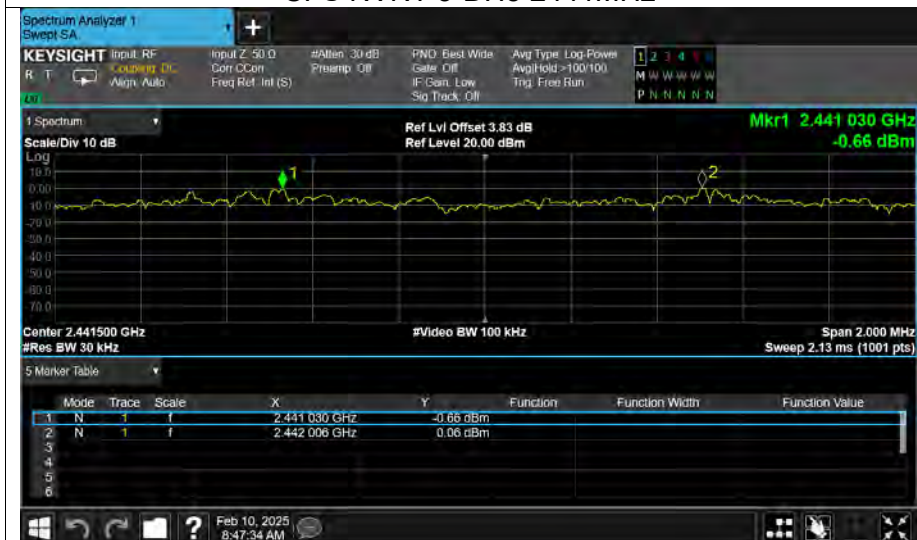 Spectrum Analyzer 1
Swept SA
+
KEYSIGHT
R T
Input: RF
Coupling: DC
Align: Auto
Input Z: 50 Ω
Corr CCorr
Freq Ref: Int (S)
#Atten: 30 dB
Preamp: Off
PNO: Best Wide
Gate: Off
IF Gain: Low
Sig Track: Off
Avg Type: Log-Power
Avg|Hold >100/100
Trig: Free Run
1 2 3 4 5 6
M W W W W W
P N N N N N
1 Spectrum
Scale/Div 10 dB
Ref Lvl Offset 3.83 dB
Ref Level 20.00 dBm
Mkr1 2.441 030 GHz
-0.66 dBm
Log
10.0
0.00
-10.0
-20.0
-30.0
-40.0
-50.0
-60.0
-70.0
1
2
Center 2.441500 GHz
#Res BW 30 kHz
#Video BW 100 kHz
Span 2.000 MHz
Sweep 2.13 ms (1001 pts)
5 Marker Table
Mode Trace Scale X Y Function Function Width Function Value
1 N 1 f 2.441 030 GHz -0.66 dBm
2 N 1 f 2.442 006 GHz 0.06 dBm
3
4
5
6
?
Feb 10, 2025
8:47:34 AM